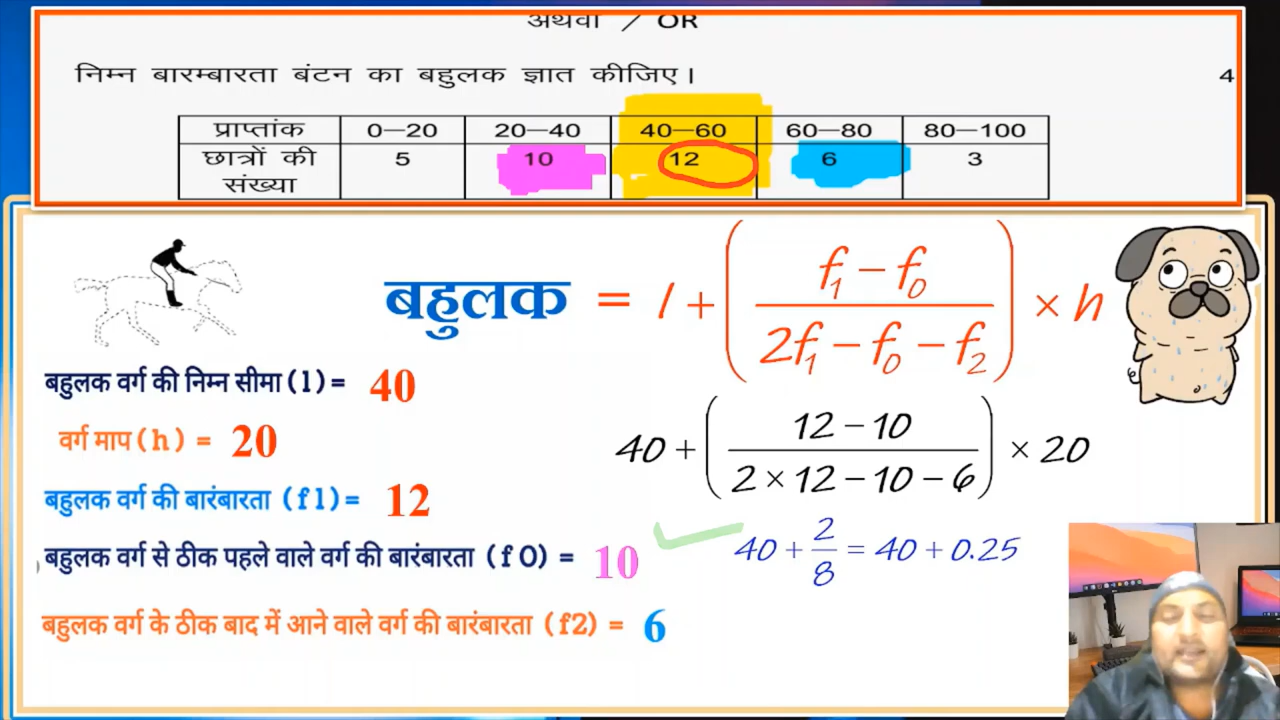 अथवा / OR
निम्न बारम्बारता बंटन का बहुलक ज्ञात कीजिए। 4
प्राप्तांक 0–20 20–40 40–60 60–80 80–100
छात्रों की संख्या 5 10 12 6 3
बहुलक = l + ( (f₁ − f₀) / (2f₁ − f₀ − f₂) ) × h
बहुलक वर्ग की निम्न सीमा (l) = 40
वर्ग माप (h) = 20
बहुलक वर्ग की बारंबारता (f1) = 12
बहुलक वर्ग से ठीक पहले वाले वर्ग की बारंबारता (f0) = 10
बहुलक वर्ग के ठीक बाद में आने वाले वर्ग की बारंबारता (f2) = 6
40 + ( (12 − 10) / (2 × 12 − 10 − 6) ) × 20
40 + 2/8 = 40 + 0.25